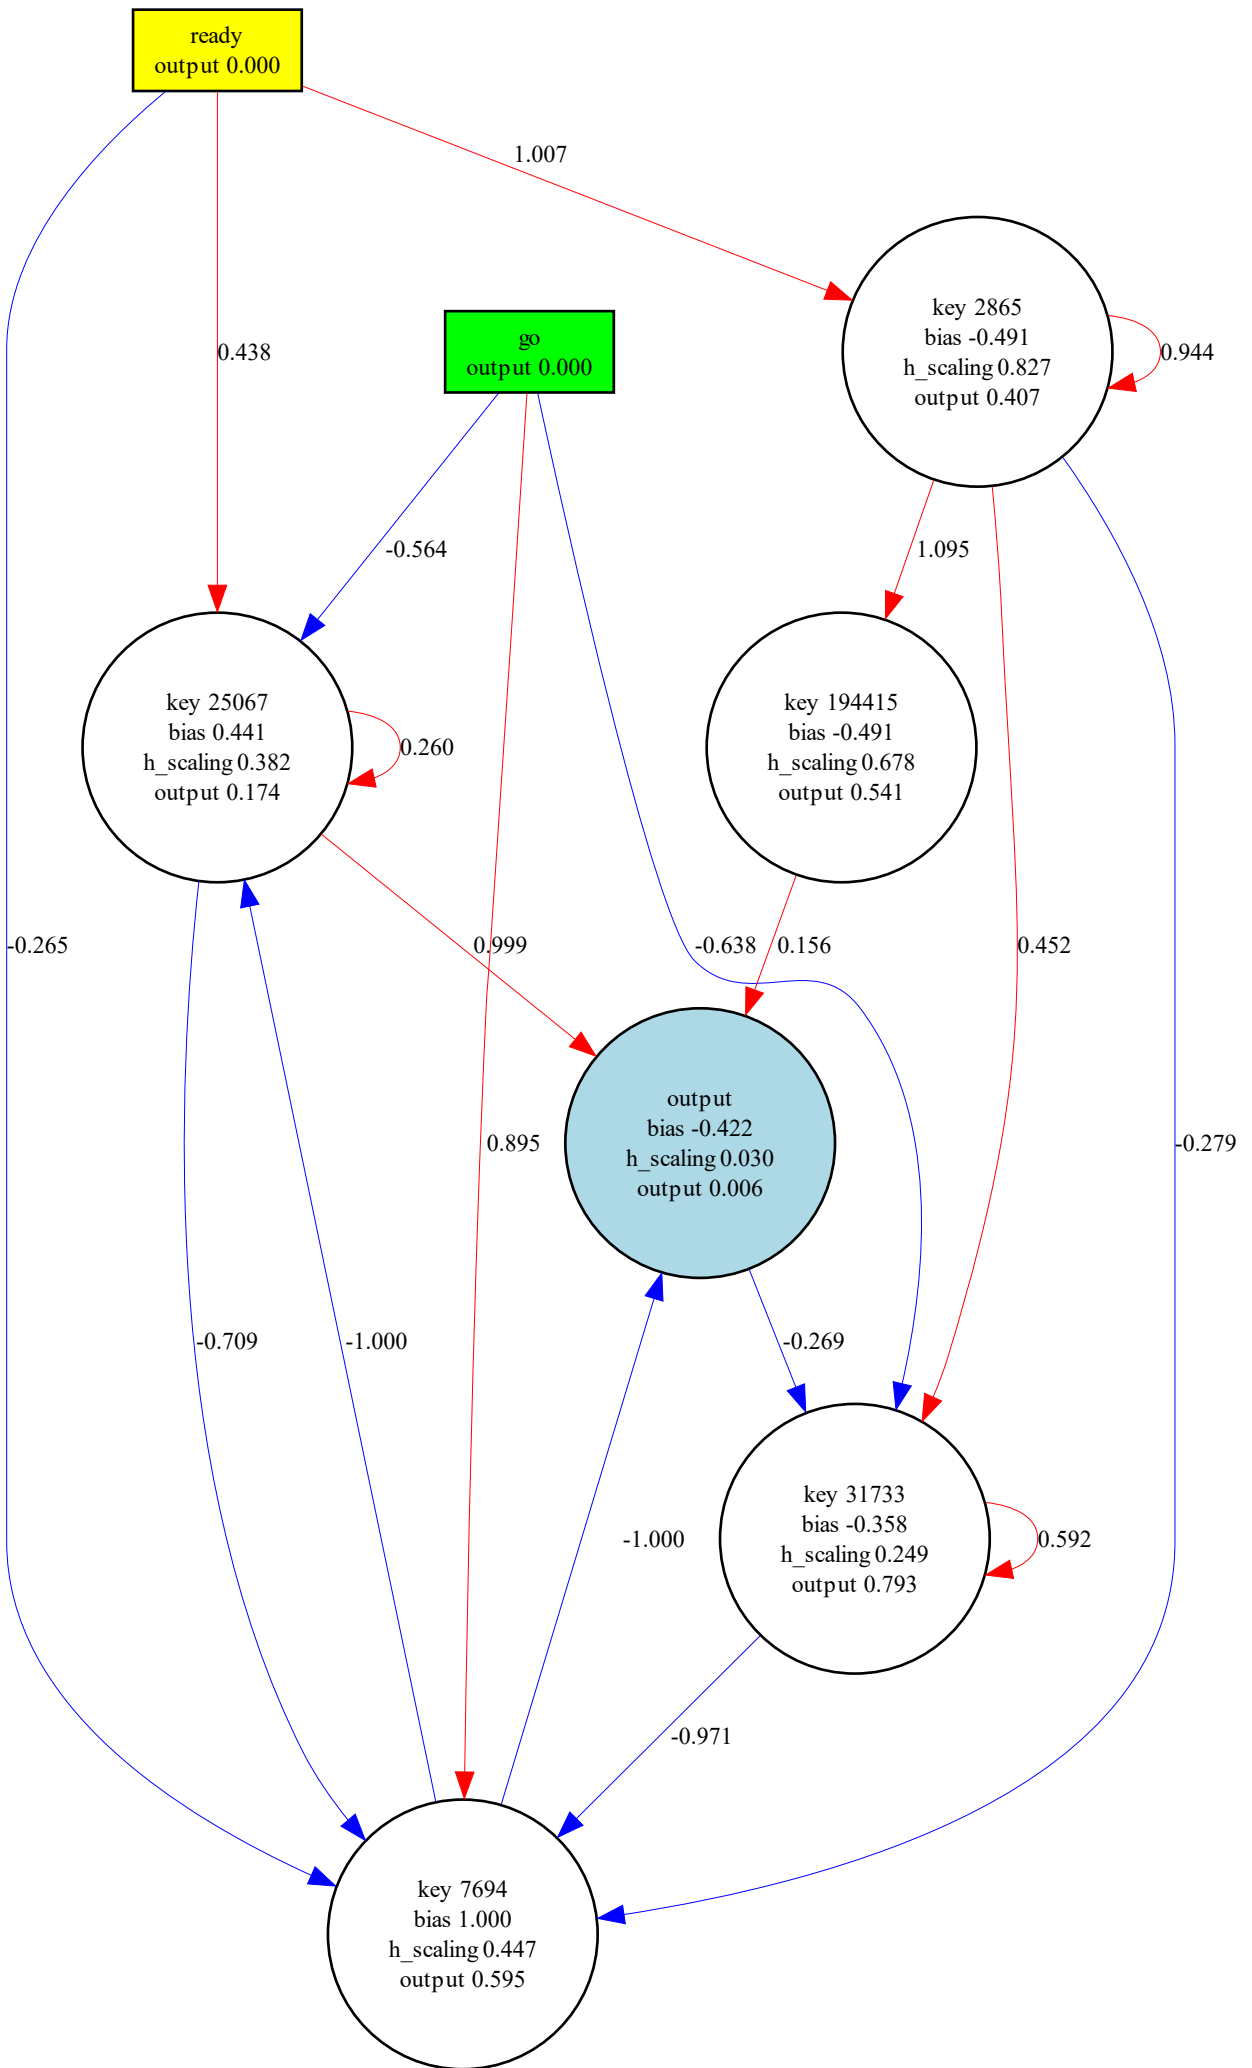 ready
output 0.000
1.007
go
output 0.000
key 2865
bias -0.491
h_scaling 0.827
output 0.407
0.438
0.944
-0.564
1.095
key 25067
bias 0.441
h_scaling 0.382
output 0.174
0.260
key 194415
bias -0.491
h_scaling 0.678
output 0.541
-0.265
0.999
-0.638
0.156
0.452
output
bias -0.422
h_scaling 0.030
output 0.006
0.895
-0.279
-0.709
-1.000
-0.269
-1.000
key 31733
bias -0.358
h_scaling 0.249
output 0.793
0.592
-0.971
key 7694
bias 1.000
h_scaling 0.447
output 0.595